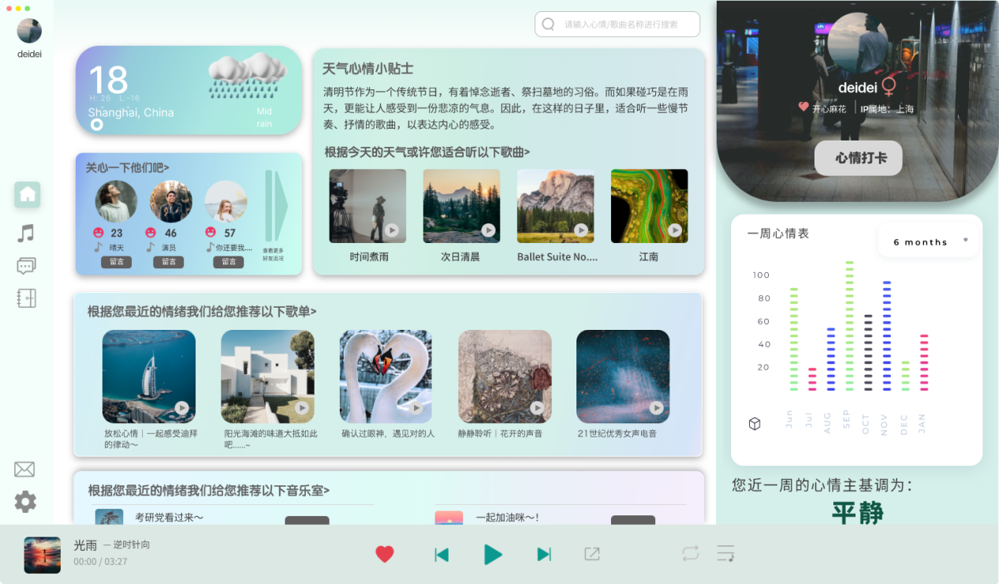 deidei
请输入心情/歌曲名称进行搜索
18
H: 26 L -16
Shanghai, China
Mid
rain
天气心情小贴士
清明节作为一个传统节日，有着悼念逝者、祭扫墓地的习俗。而如果碰巧是在雨
天，更能让人感受到一份悲凉的气息。因此，在这样的日子里，适合听一些慢节
奏、抒情的歌曲，以表达内心的感受。
根据今天的天气或许您适合听以下歌曲>
时间煮雨
次日清晨
Ballet Suite No....
江南
关心一下他们吧>
23
46
57
晴天
演员
你还要我....
留言
留言
留言
查看更多
好友近况
根据您最近的情绪我们给您推荐以下歌单>
放松心情｜一起感受迪拜
的律动～
阳光海滩的味道大抵如此
吧......~
确认过眼神，遇见对的人
静静聆听｜花开的声音
21世纪优秀女声电音
根据您最近的情绪我们给您推荐以下音乐室>
考研党看过来～
一起加油咪～！
deidei
开心麻花
IP属地：上海
心情打卡
一周心情表
6 months
100
80
60
40
20
Jun
Jul
AUG
SEP
OCT
NOV
DEC
JAN
您近一周的心情主基调为：
平静
光雨 — 逆时针向
00:00 / 03:27